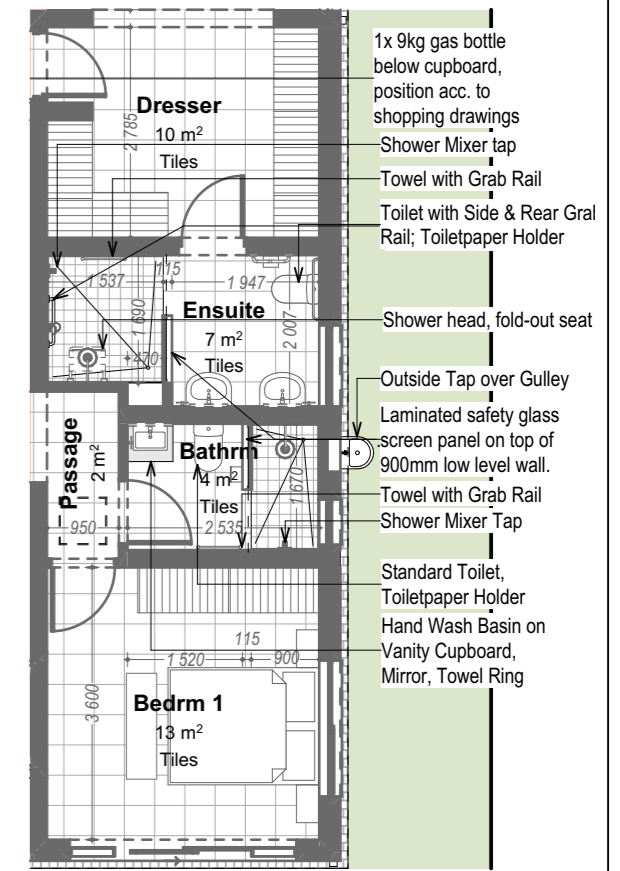 1x 9kg gas bottle
below cupboard,
position acc. to
shopping drawings
Shower Mixer tap
Towel with Grab Rail
Toilet with Side & Rear Gral
Rail; Toiletpaper Holder
Shower head, fold-out seat
Outside Tap over Gulley
Laminated safety glass
screen panel on top of
900mm low level wall.
Towel with Grab Rail
Shower Mixer Tap
Standard Toilet,
Toiletpaper Holder
Hand Wash Basin on
Vanity Cupboard,
Mirror, Towel Ring
Dresser
10 m²
Tiles
2 785
1 537
115
1 947
1 690
470
Ensuite
7 m²
Tiles
2 007
Passage
2 m²
950
Bathrm
4 m²
Tiles
2 535
1 670
115
1 520
900
3 600
Bedrm 1
13 m²
Tiles